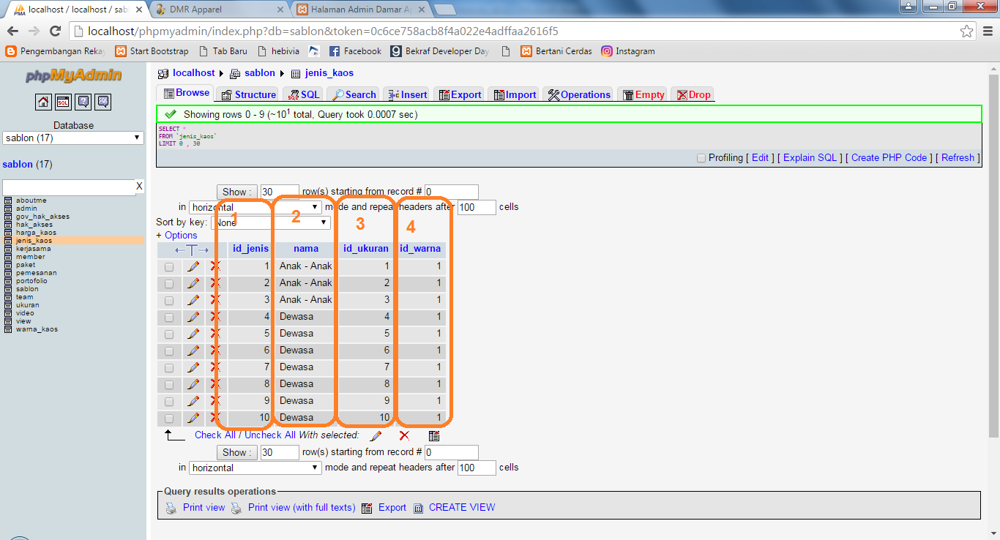 localhost / localhost / sabl
DMR Apparel
Halaman Admin Damar Ap
localhost/phpmyadmin/index.php?db=sablon&token=0c6ce758acb8f4a022e4adffaa2616f5
Pengembangan Rekay
Start Bootstrap
Tab Baru
hebivia
Facebook
Bekraf Developer Day
Bertani Cerdas
Instagram
phpMyAdmin
SQL
?
SQL
Database
sablon (17)
sablon (17)
X
aboutme
admin
gov_hak_akses
hak_akses
harga_kaos
jenis_kaos
kerjasama
member
paket
pemesanan
portofolio
sablon
team
ukuran
video
view
warna_kaos
localhost
sablon
jenis_kaos
Browse
Structure
SQL
Search
Insert
Export
Import
Operations
Empty
Drop
Showing rows 0 - 9 (~10¹ total, Query took 0.0007 sec)
SELECT *
FROM `jenis_kaos`
LIMIT 0 , 30
Profiling [ Edit ] [ Explain SQL ] [ Create PHP Code ] [ Refresh ]
Show : 30 row(s) starting from record # 0
in horizontal mode and repeat headers after 100 cells
Sort by key: None
+ Options
1 2 3 4
←T→ id_jenis nama id_ukuran id_warna
1 Anak - Anak 1 1
2 Anak - Anak 2 1
3 Anak - Anak 3 1
4 Dewasa 4 1
5 Dewasa 5 1
6 Dewasa 6 1
7 Dewasa 7 1
8 Dewasa 8 1
9 Dewasa 9 1
10 Dewasa 10 1
Check All / Uncheck All With selected:
Show : 30 row(s) starting from record # 0
in horizontal mode and repeat headers after 100 cells
Query results operations
Print view
Print view (with full texts)
Export
CREATE VIEW